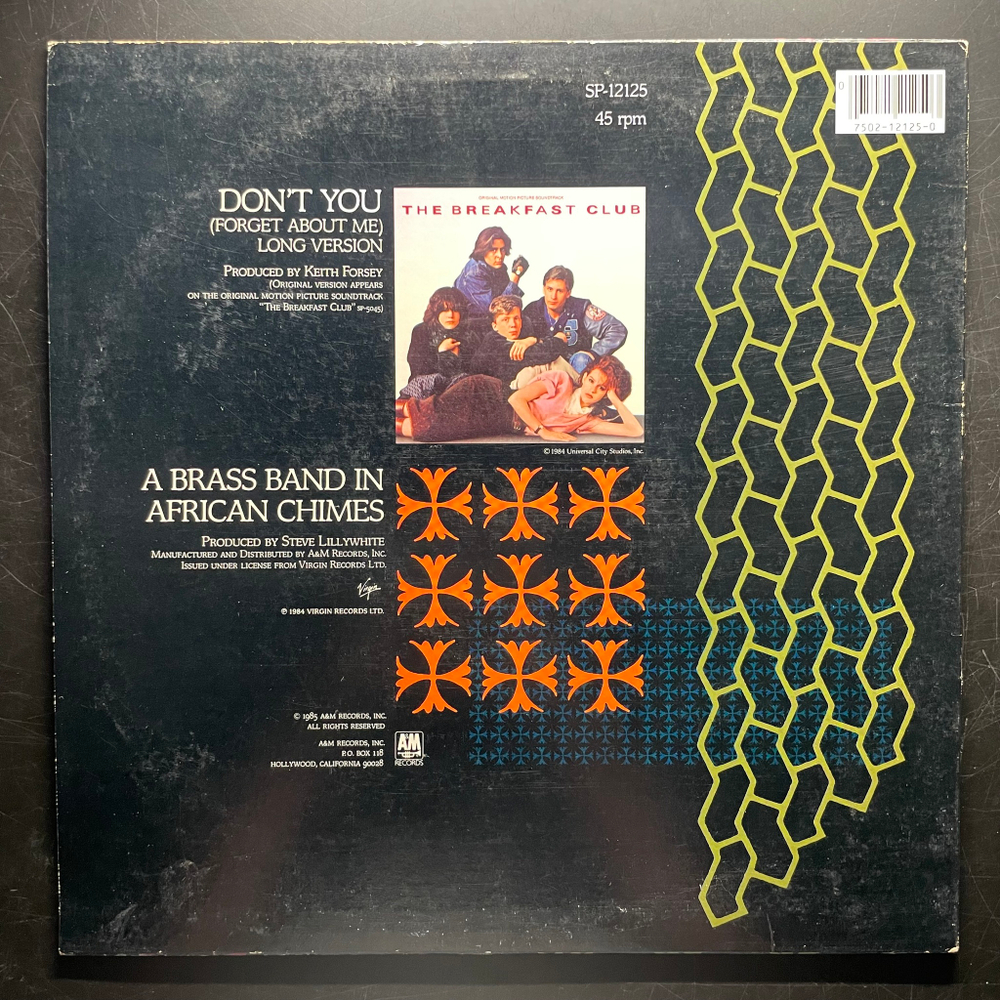 SP-12125
45 rpm
0
7502-12125-0
DON'T YOU
(FORGET ABOUT ME)
LONG VERSION
PRODUCED BY KEITH FORSEY
(ORIGINAL VERSION APPEARS
ON THE ORIGINAL MOTION PICTURE SOUNDTRACK
"THE BREAKFAST CLUB" SP-5045)
ORIGINAL MOTION PICTURE SOUNDTRACK
THE BREAKFAST CLUB
S
© 1984 Universal City Studios, Inc.
A BRASS BAND IN
AFRICAN CHIMES
PRODUCED BY STEVE LILLYWHITE
MANUFACTURED AND DISTRIBUTED BY A&M RECORDS, INC.
ISSUED UNDER LICENSE FROM VIRGIN RECORDS LTD.
Virgin
℗ 1984 VIRGIN RECORDS LTD.
© 1985 A&M RECORDS, INC.
ALL RIGHTS RESERVED
A&M RECORDS, INC.
P.O. BOX 118
HOLLYWOOD, CALIFORNIA 90028
A&M
RECORDS